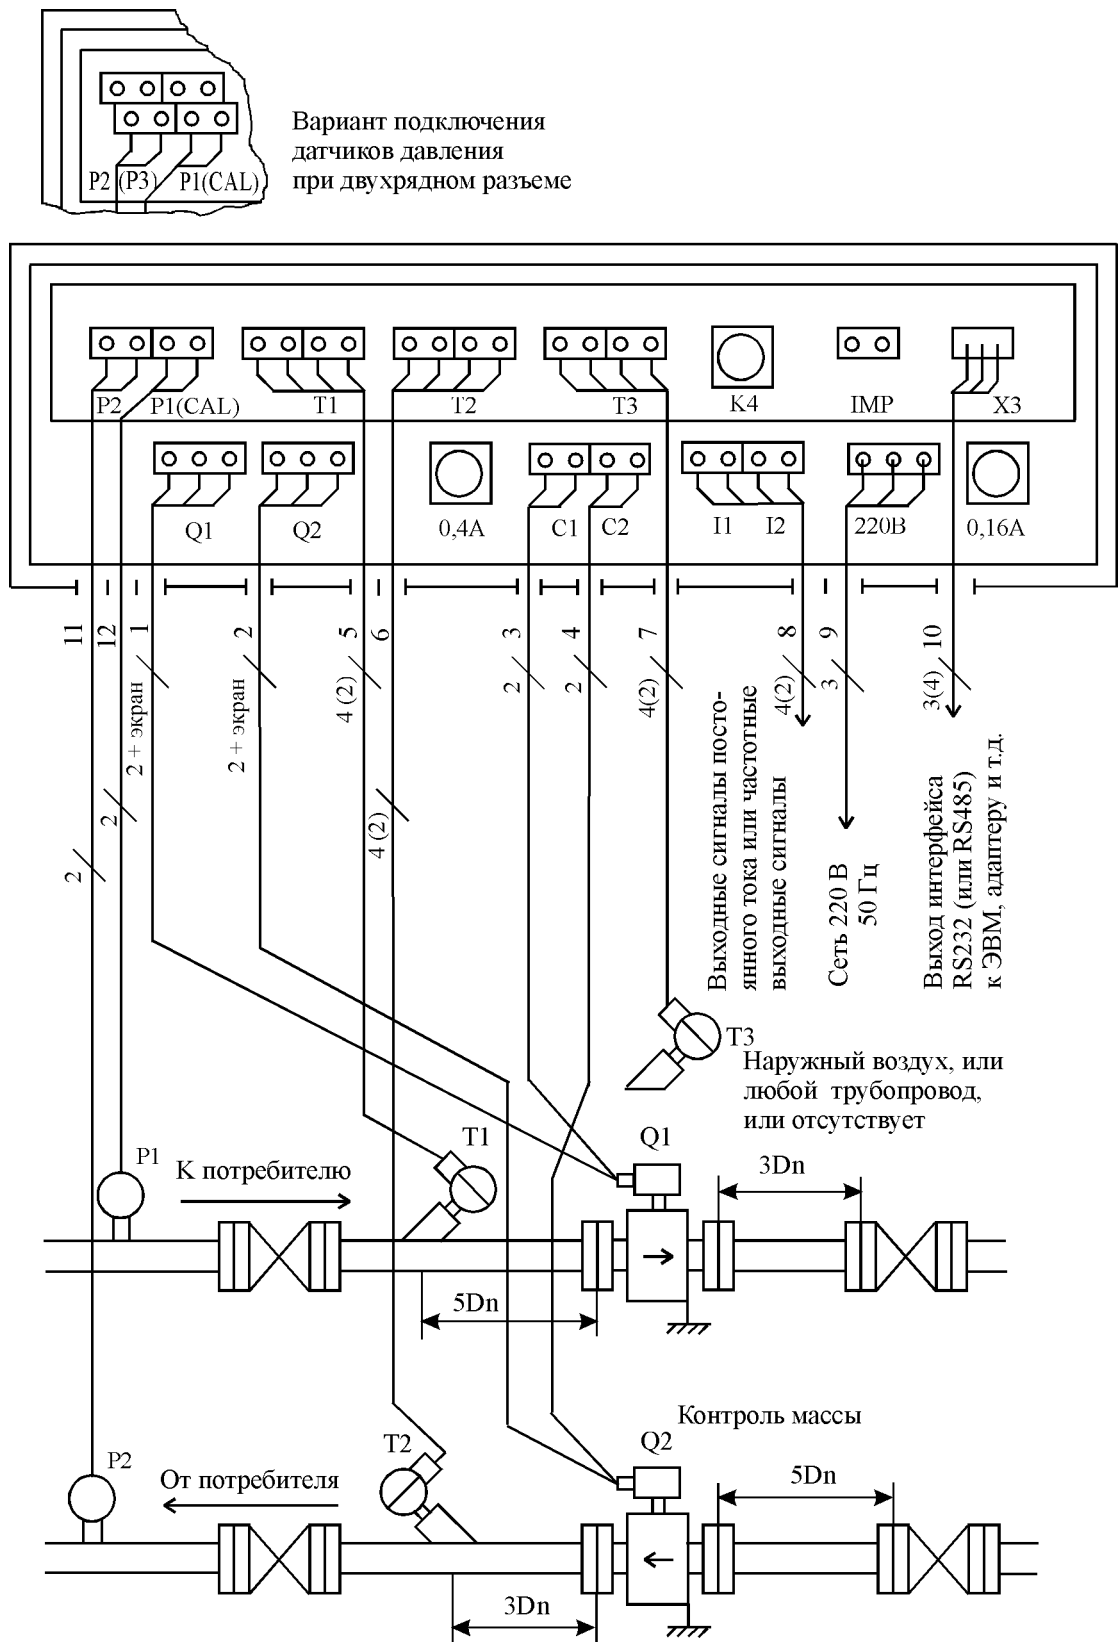 Вариант подключения
датчиков давления
при двухрядном разъеме
P2 (P3) P1(CAL)
P2 P1(CAL) T1 T2 T3 K4 IMP X3
Q1 Q2 0,4A C1 C2 I1 I2 220В 0,16A
11 12 1 2 5 6 3 4 7 8 9 10
2 2 2 + экран 2 + экран 4 (2) 4 (2) 2 2 4(2) 4(2) 3 3(4)
Выходные сигналы посто-
янного тока или частотные
выходные сигналы
Сеть 220 В
50 Гц
Выход интерфейса
RS232 (или RS485)
к ЭВМ, адаптеру и т.д.
T3
Наружный воздух, или
любой трубопровод,
или отсутствует
P1
К потребителю
T1
Q1
3Dn
5Dn
Контроль массы
P2
От потребителя
T2
Q2
5Dn
3Dn